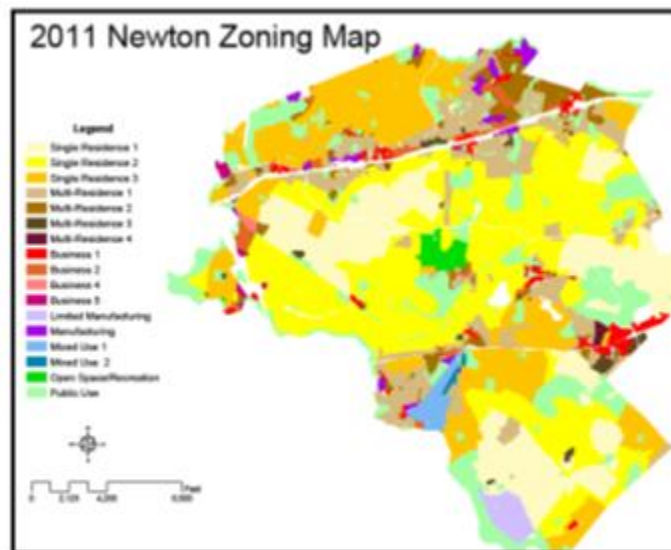 2011 Newton Zoning Map
Legend
Single Residence 1
Single Residence 2
Single Residence 3
Multi-Residence 1
Multi-Residence 2
Multi-Residence 3
Multi-Residence 4
Business 1
Business 2
Business 4
Business 5
Limited Manufacturing
Manufacturing
Mixed Use 1
Mixed Use 2
Open Space/Recreation
Public Use
Feet
0